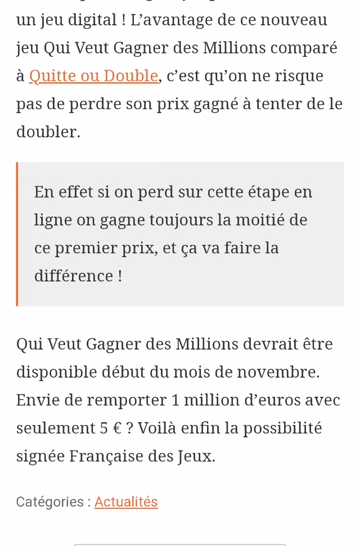 un jeu digital ! L’avantage de ce nouveau
jeu Qui Veut Gagner des Millions comparé
à Quitte ou Double, c’est qu’on ne risque
pas de perdre son prix gagné à tenter de le
doubler.
En effet si on perd sur cette étape en
ligne on gagne toujours la moitié de
ce premier prix, et ça va faire la
différence !
Qui Veut Gagner des Millions devrait être
disponible début du mois de novembre.
Envie de remporter 1 million d’euros avec
seulement 5 € ? Voilà enfin la possibilité
signée Française des Jeux.
Catégories : Actualités